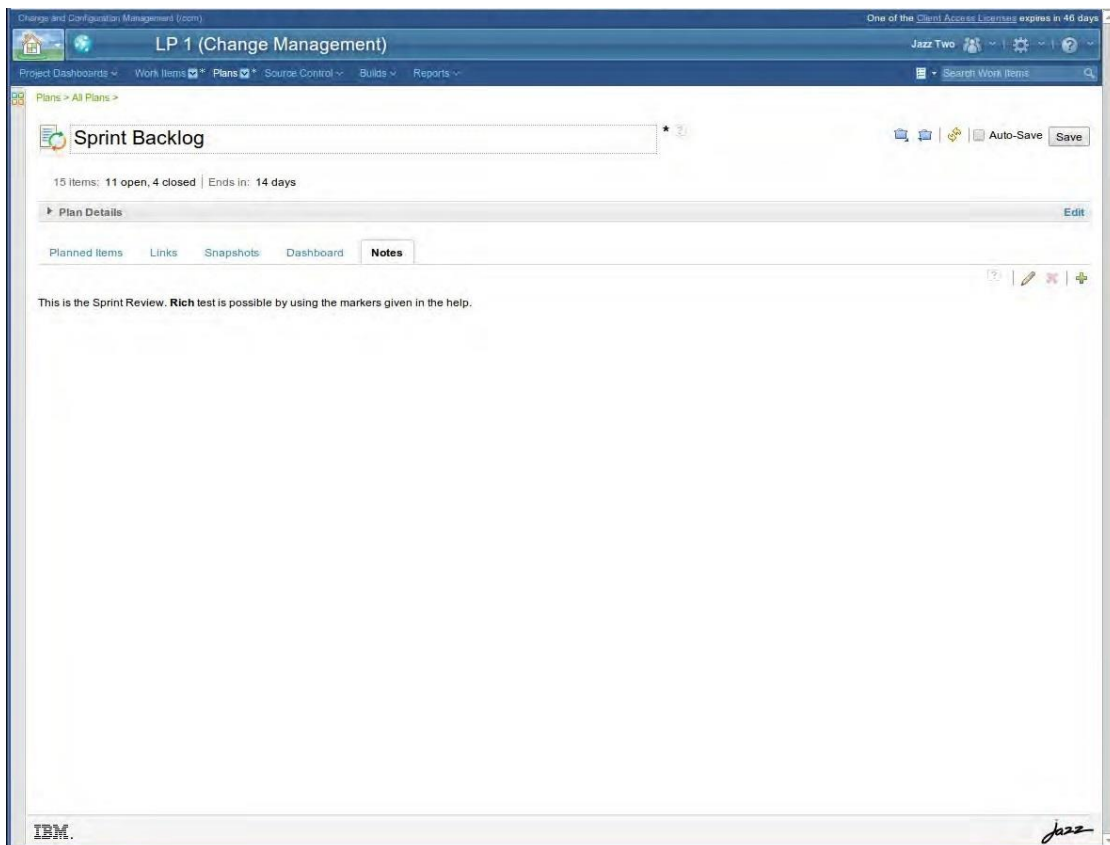 Change and Configuration Management (/ccm)
One of the Client Access Licenses expires in 46 days
LP 1 (Change Management)
Jazz Two
Project Dashboards Work Items * Plans * Source Control Builds Reports
Search Work Items
Plans > All Plans >
Sprint Backlog
*
Auto-Save Save
15 items: 11 open, 4 closed | Ends in: 14 days
Plan Details
Edit
Planned Items Links Snapshots Dashboard Notes
This is the Sprint Review. Rich test is possible by using the markers given in the help.
IBM.
jazz